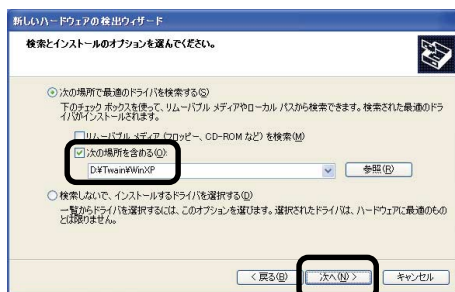 新しいハードウェアの検出ウィザード
検索とインストールのオプションを選んでください。
次の場所で最適のドライバを検索する(S)
下のチェック ボックスを使って、リムーバブル メディアやローカル パスから検索できます。検索された最適のドラ
イバがインストールされます。
リムーバブル メディア (フロッピー、CD-ROM など) を検索(M)
次の場所を含める(O):
D:¥Twain¥WinXP
参照(R)
検索しないで、インストールするドライバを選択する(D)
一覧からドライバを選択するには、このオプションを選びます。選択されたドライバは、ハードウェアに最適のもの
とは限りません。
< 戻る(B)
次へ(N) >
キャンセル